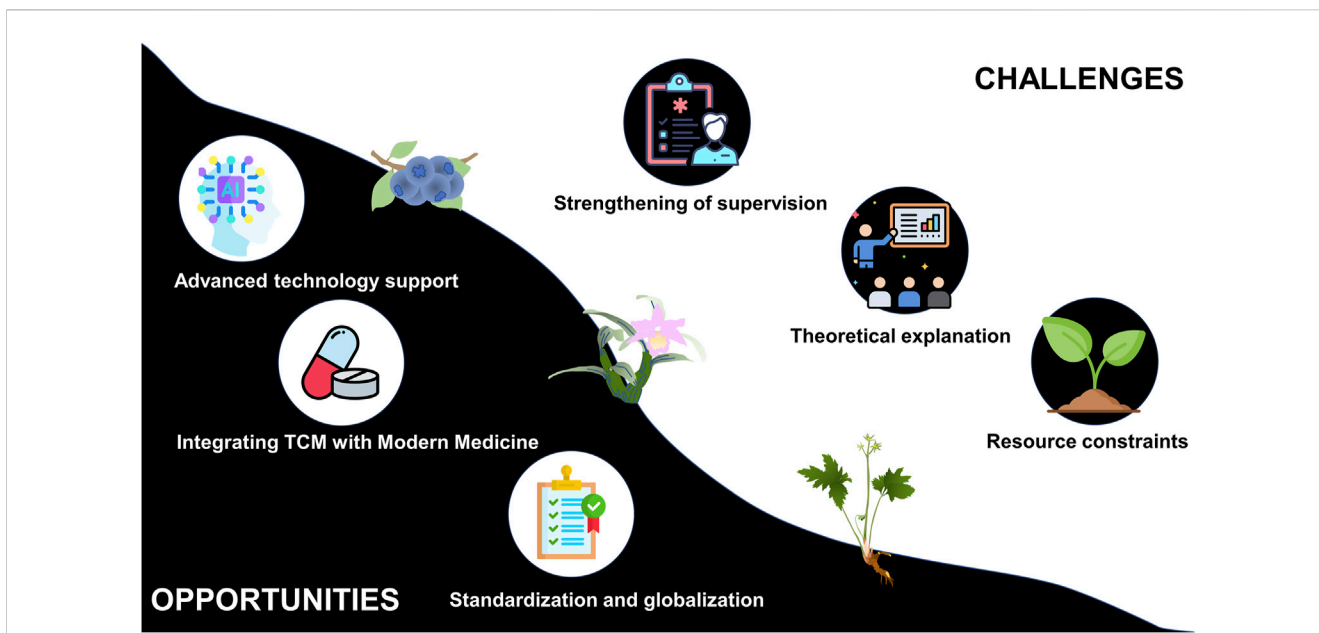 CHALLENGES
Strengthening of supervision
AI
Advanced technology support
Theoretical explanation
Integrating TCM with Modern Medicine
Resource constraints
OPPORTUNITIES
Standardization and globalization